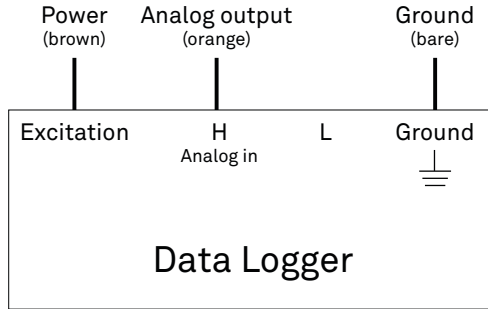 Power Analog output Ground
(brown) (orange) (bare)
Excitation H L Ground
Analog in
Data Logger